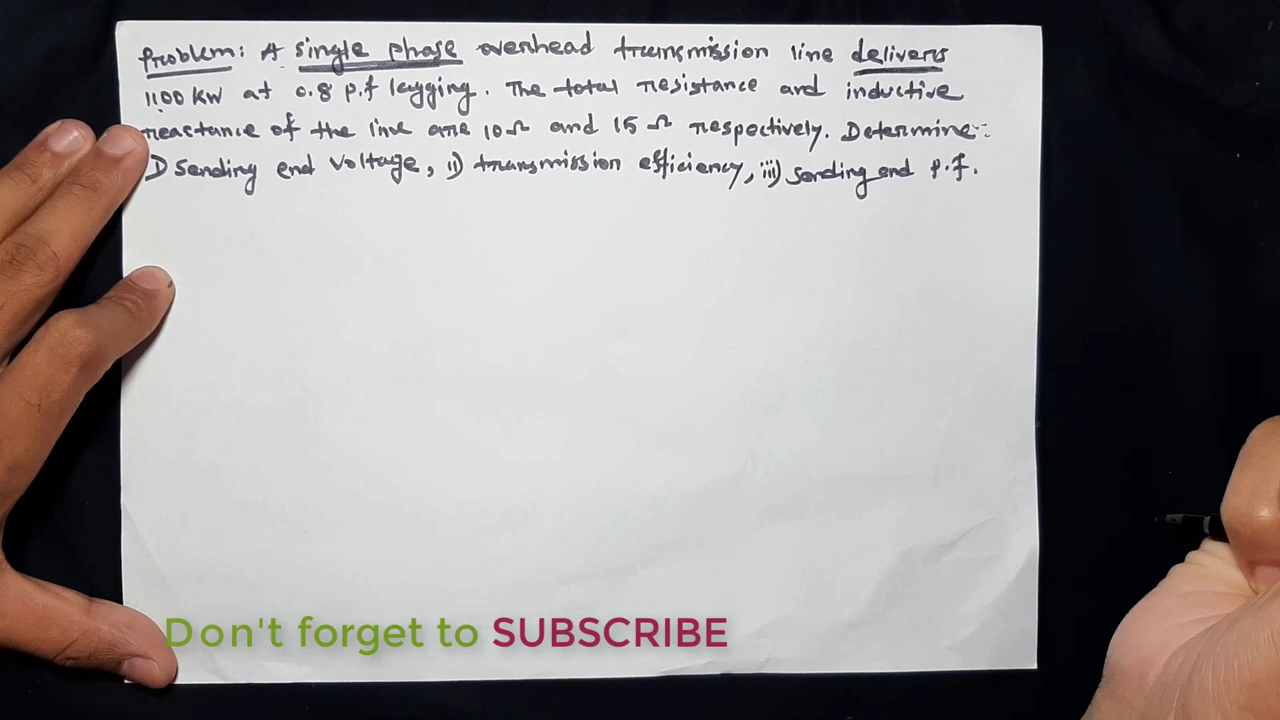 Problem: A single phase overhead transmission line delivers
1100 KW at 0.8 p.f lagging. The total resistance and inductive
reactance of the line are 10Ω and 15Ω respectively. Determine:
i) Sending end voltage, ii) transmission efficiency, iii) sending end p.f.
Don't forget to SUBSCRIBE